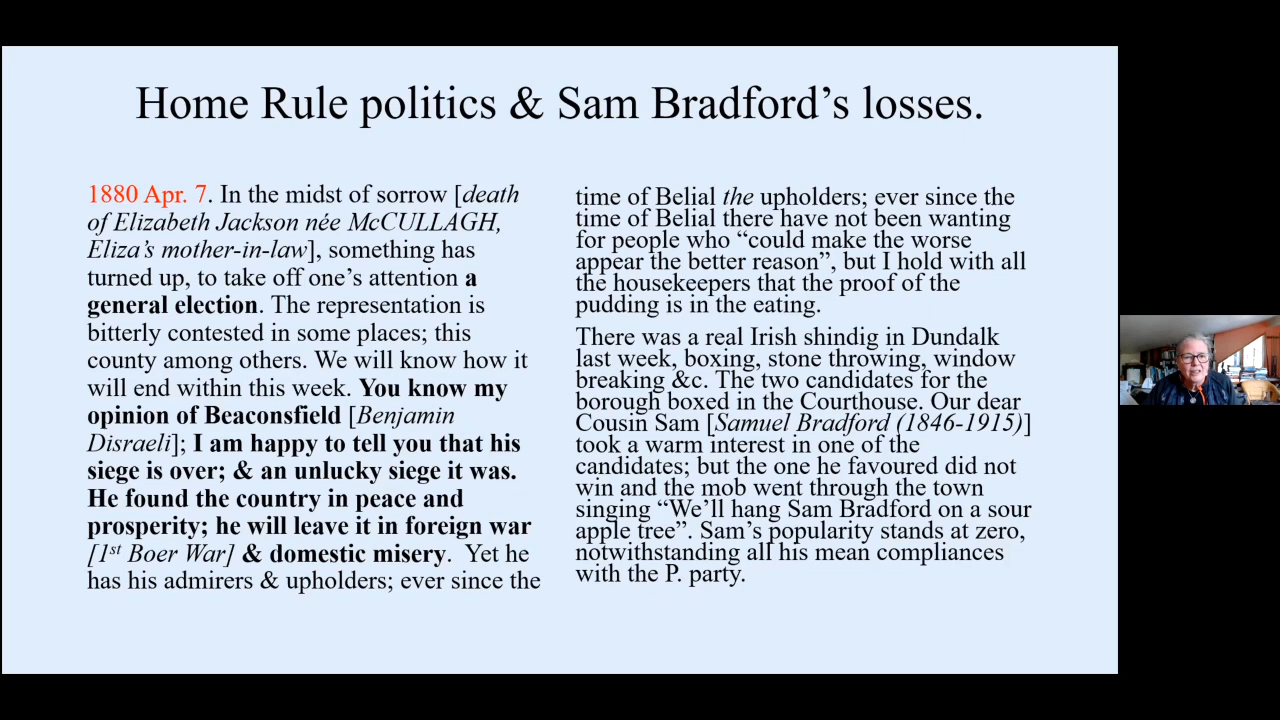 Home Rule politics & Sam Bradford’s losses.
1880 Apr. 7. In the midst of sorrow [death
of Elizabeth Jackson née McCULLAGH,
Eliza’s mother-in-law], something has
turned up, to take off one’s attention a
general election. The representation is
bitterly contested in some places; this
county among others. We will know how it
will end within this week. You know my
opinion of Beaconsfield [Benjamin
Disraeli]; I am happy to tell you that his
siege is over; & an unlucky siege it was.
He found the country in peace and
prosperity; he will leave it in foreign war
[1st Boer War] & domestic misery. Yet he
has his admirers & upholders; ever since the
time of Belial the upholders; ever since the
time of Belial there have not been wanting
for people who “could make the worse
appear the better reason”, but I hold with all
the housekeepers that the proof of the
pudding is in the eating.
There was a real Irish shindig in Dundalk
last week, boxing, stone throwing, window
breaking &c. The two candidates for the
borough boxed in the Courthouse. Our dear
Cousin Sam [Samuel Bradford (1846-1915)]
took a warm interest in one of the
candidates; but the one he favoured did not
win and the mob went through the town
singing “We’ll hang Sam Bradford on a sour
apple tree”. Sam’s popularity stands at zero,
notwithstanding all his mean compliances
with the P. party.